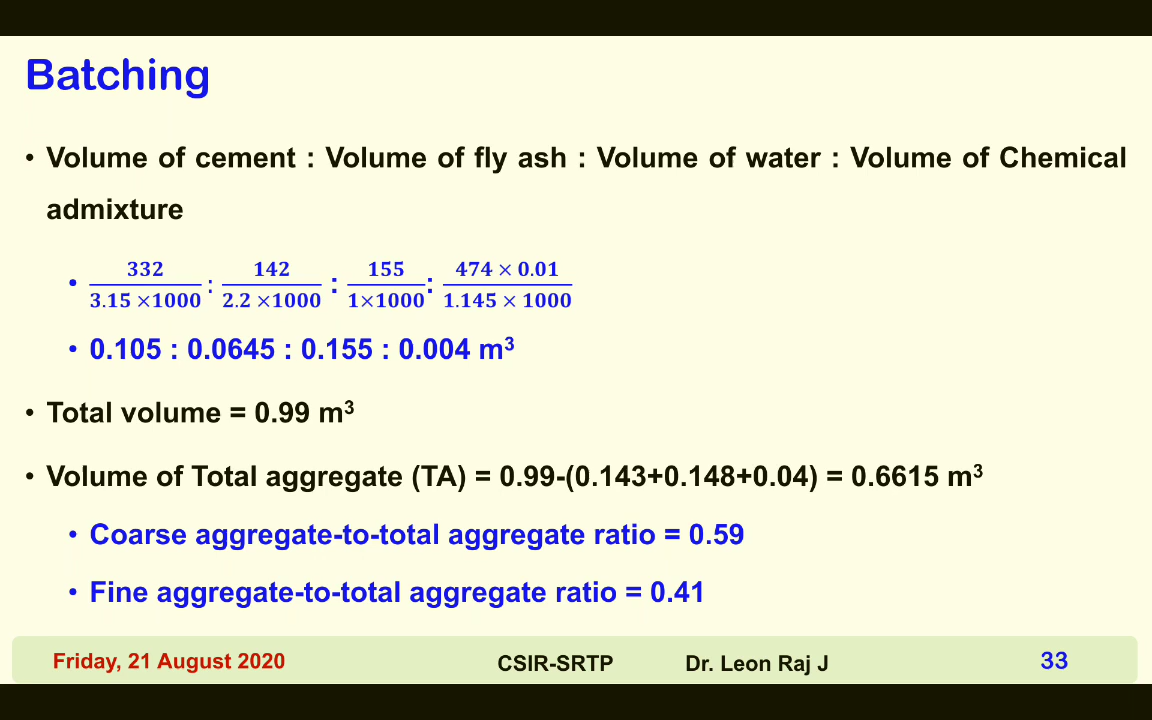 Batching
• Volume of cement : Volume of fly ash : Volume of water : Volume of Chemical
admixture
• 332/(3.15 ×1000) : 142/(2.2 ×1000) : 155/(1×1000) : (474 × 0.01)/(1.145 × 1000)
• 0.105 : 0.0645 : 0.155 : 0.004 m³
• Total volume = 0.99 m³
• Volume of Total aggregate (TA) = 0.99-(0.143+0.148+0.04) = 0.6615 m³
• Coarse aggregate-to-total aggregate ratio = 0.59
• Fine aggregate-to-total aggregate ratio = 0.41
Friday, 21 August 2020 CSIR-SRTP Dr. Leon Raj J 33